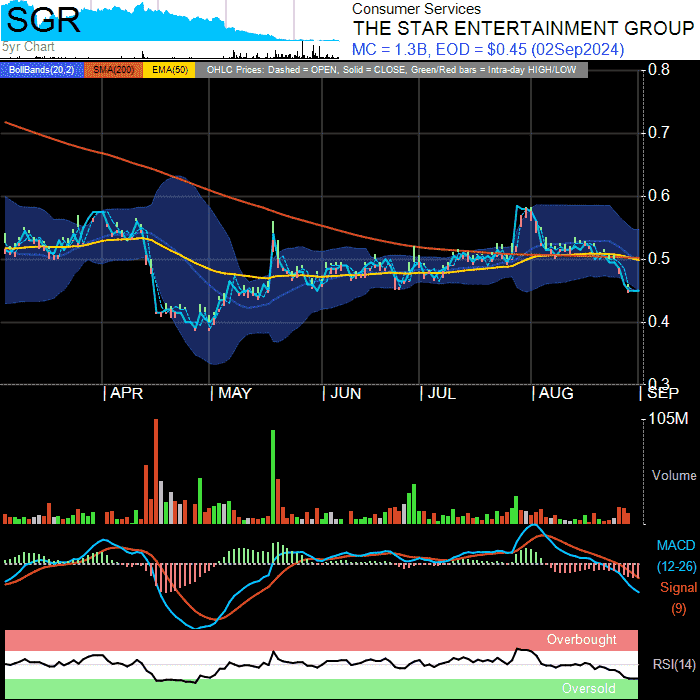 SGR
5yr Chart
Consumer Services
THE STAR ENTERTAINMENT GROUP
MC = 1.3B, EOD = $0.45 (02Sep2024)
BollBands(20,2) SMA(200) EMA(50) OHLC Prices: Dashed = OPEN, Solid = CLOSE, Green/Red bars = Intra-day HIGH/LOW
0.8
0.7
0.6
0.5
0.4
0.3
APR MAY JUN JUL AUG SEP
105M
Volume
MACD
(12-26)
Signal
(9)
Overbought
RSI(14)
Oversold